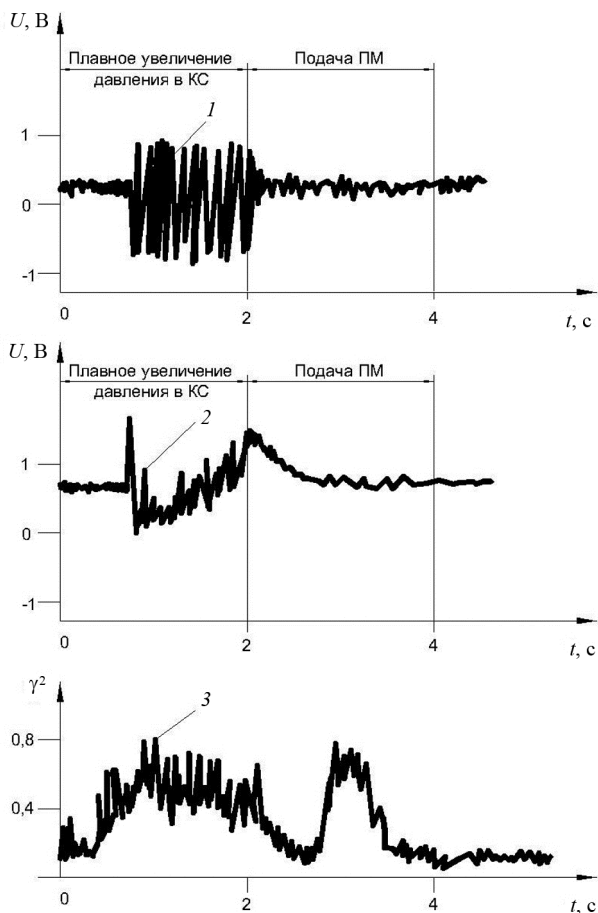 U, В
Плавное увеличение
давления в КС
Подача ПМ
1
1
0
-1
0
2
4
t, с
U, В
Плавное увеличение
давления в КС
Подача ПМ
2
1
0
-1
0
2
4
t, с
γ²
3
0,8
0,4
0
2
4
t, с